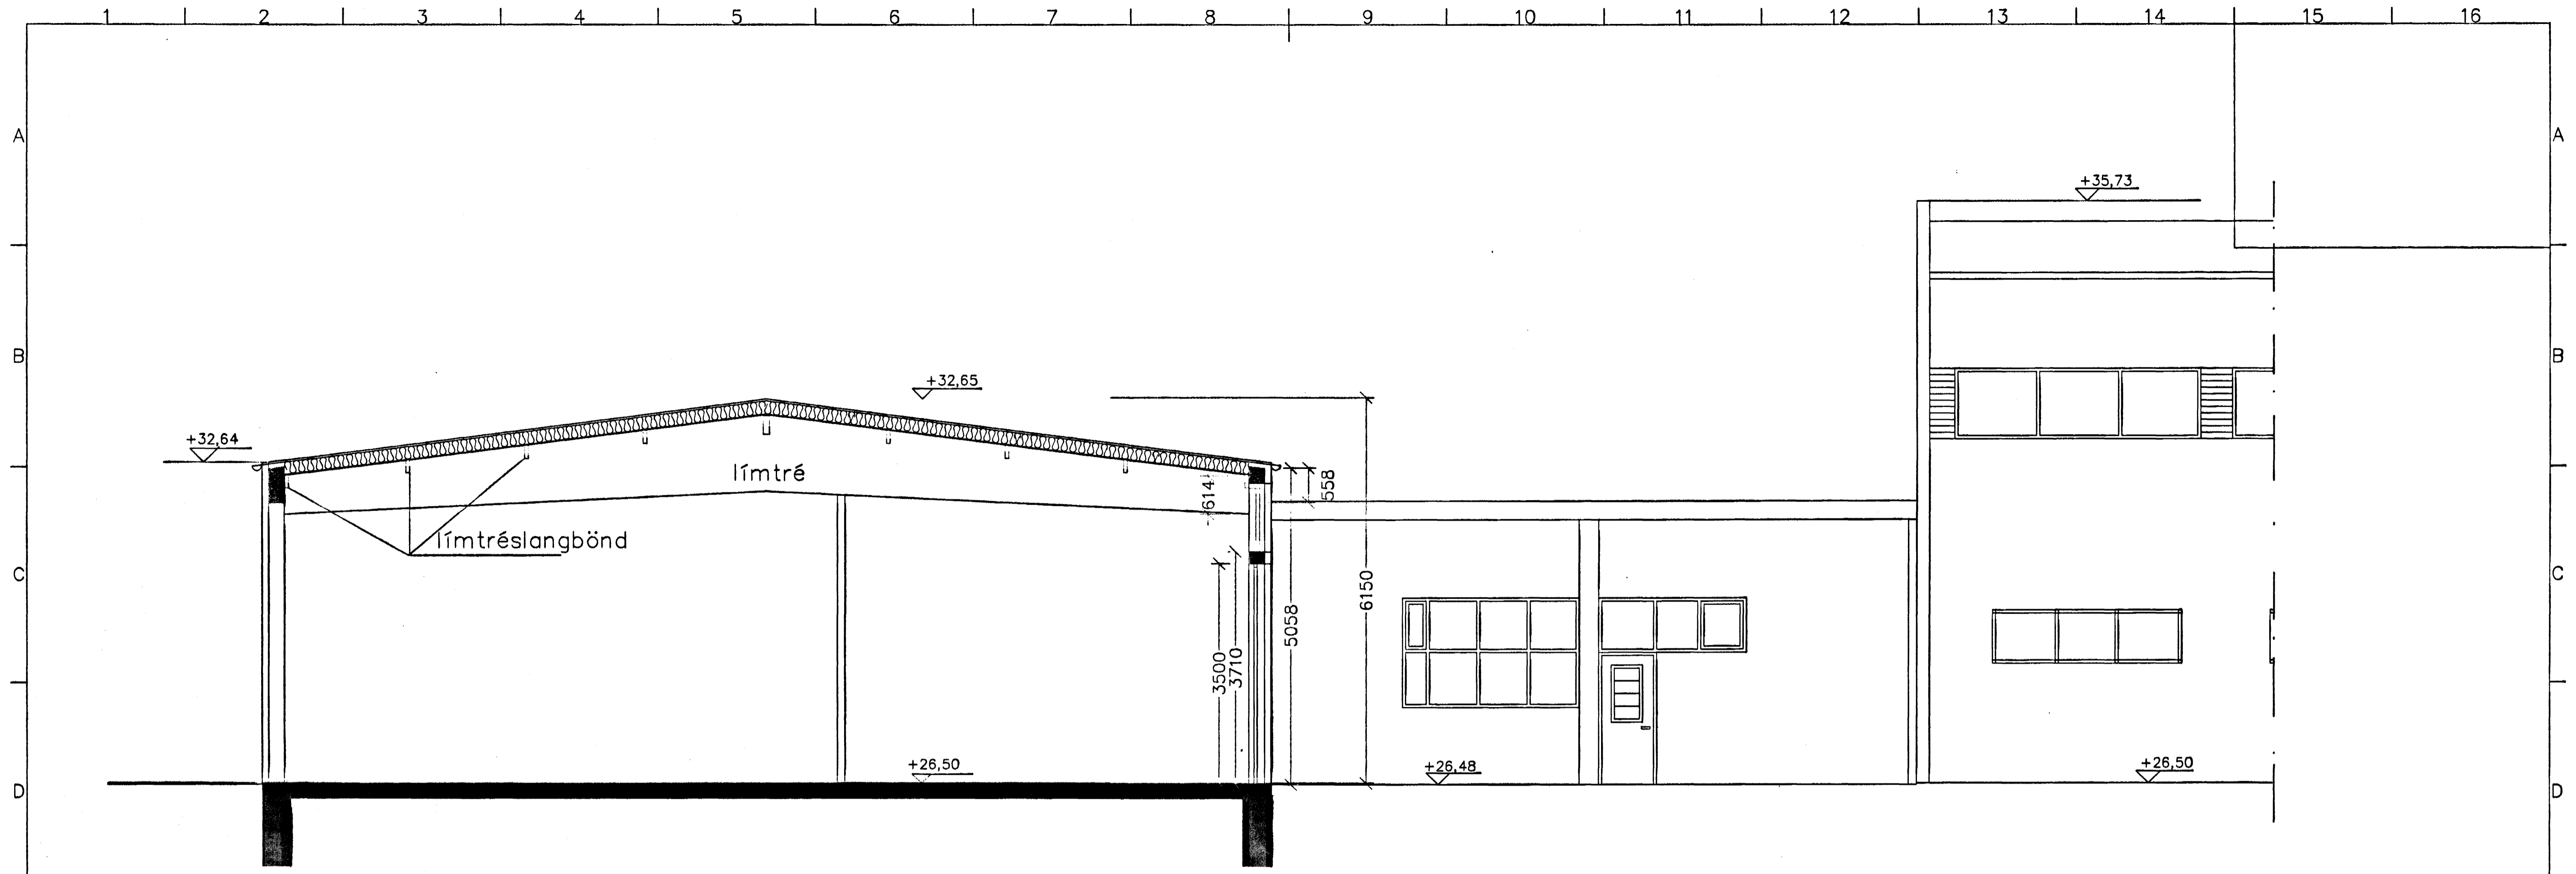 1 2 3 4 5 6 7 8 9 10 11 12 13 14 15 16
A A
+35,73
B B
+32,65
+32,64
límtré
614
558
límtréslangbönd
C C
6150
5058
3500
3710
+26,50
+26,48
+26,50
D D